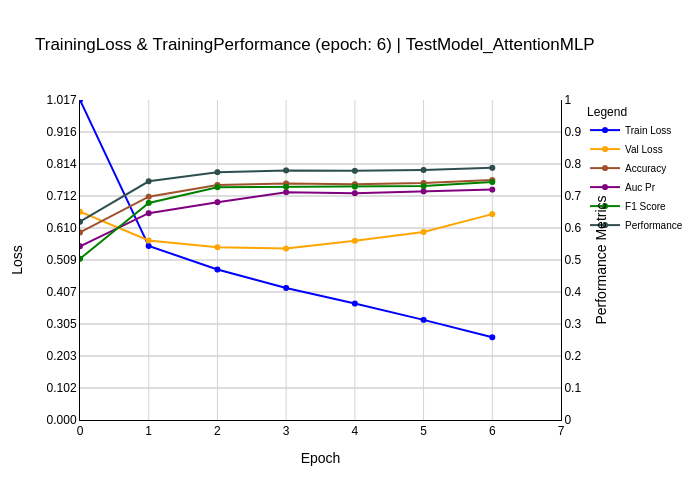 TrainingLoss & TrainingPerformance (epoch: 6) | TestModel_AttentionMLP
1.017
0.916
0.814
0.712
0.610
0.509
0.407
0.305
0.203
0.102
0.000
Loss
0
1
2
3
4
5
6
7
Epoch
1
0.9
0.8
0.7
0.6
0.5
0.4
0.3
0.2
0.1
0
Performance Metrics
Legend
Train Loss
Val Loss
Accuracy
Auc Pr
F1 Score
Performance